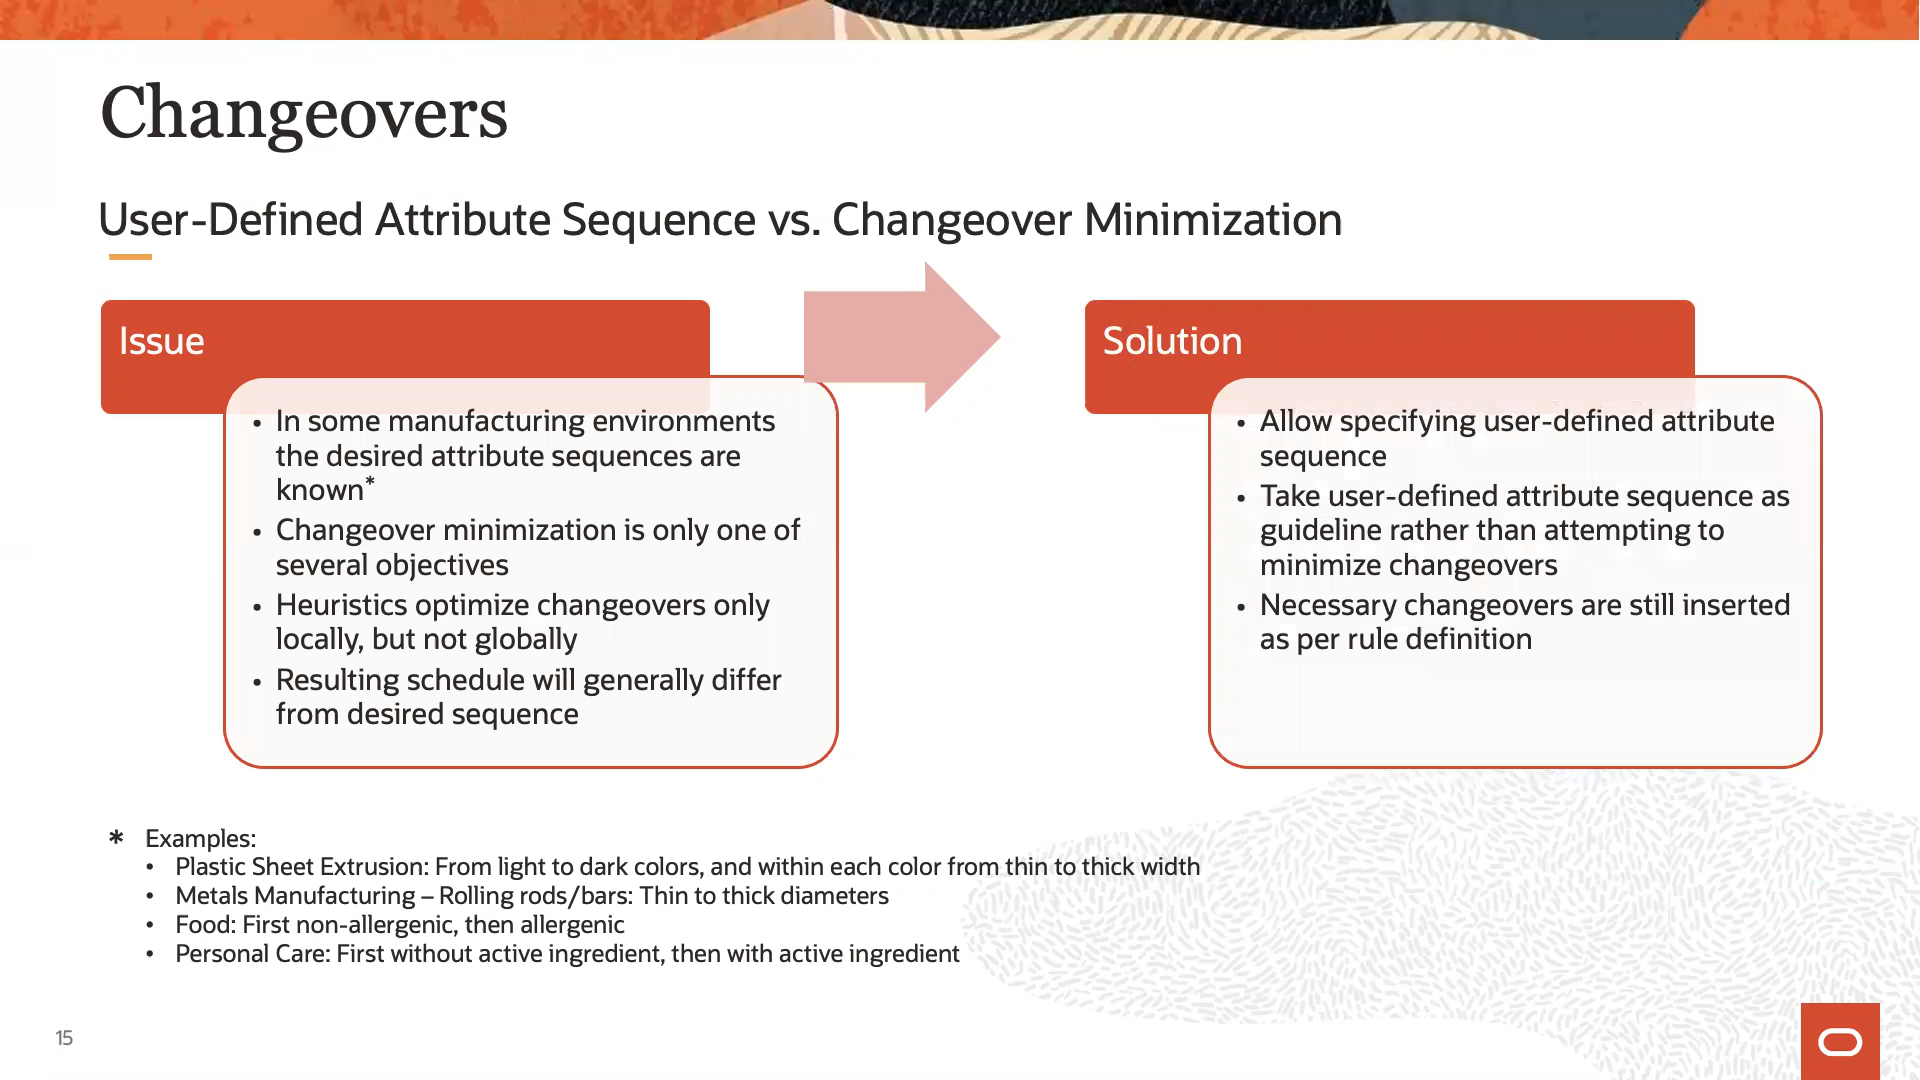 Changeovers
User-Defined Attribute Sequence vs. Changeover Minimization
Issue
• In some manufacturing environments
the desired attribute sequences are
known*
• Changeover minimization is only one of
several objectives
• Heuristics optimize changeovers only
locally, but not globally
• Resulting schedule will generally differ
from desired sequence
Solution
• Allow specifying user-defined attribute
sequence
• Take user-defined attribute sequence as
guideline rather than attempting to
minimize changeovers
• Necessary changeovers are still inserted
as per rule definition
* Examples:
• Plastic Sheet Extrusion: From light to dark colors, and within each color from thin to thick width
• Metals Manufacturing – Rolling rods/bars: Thin to thick diameters
• Food: First non-allergenic, then allergenic
• Personal Care: First without active ingredient, then with active ingredient
15